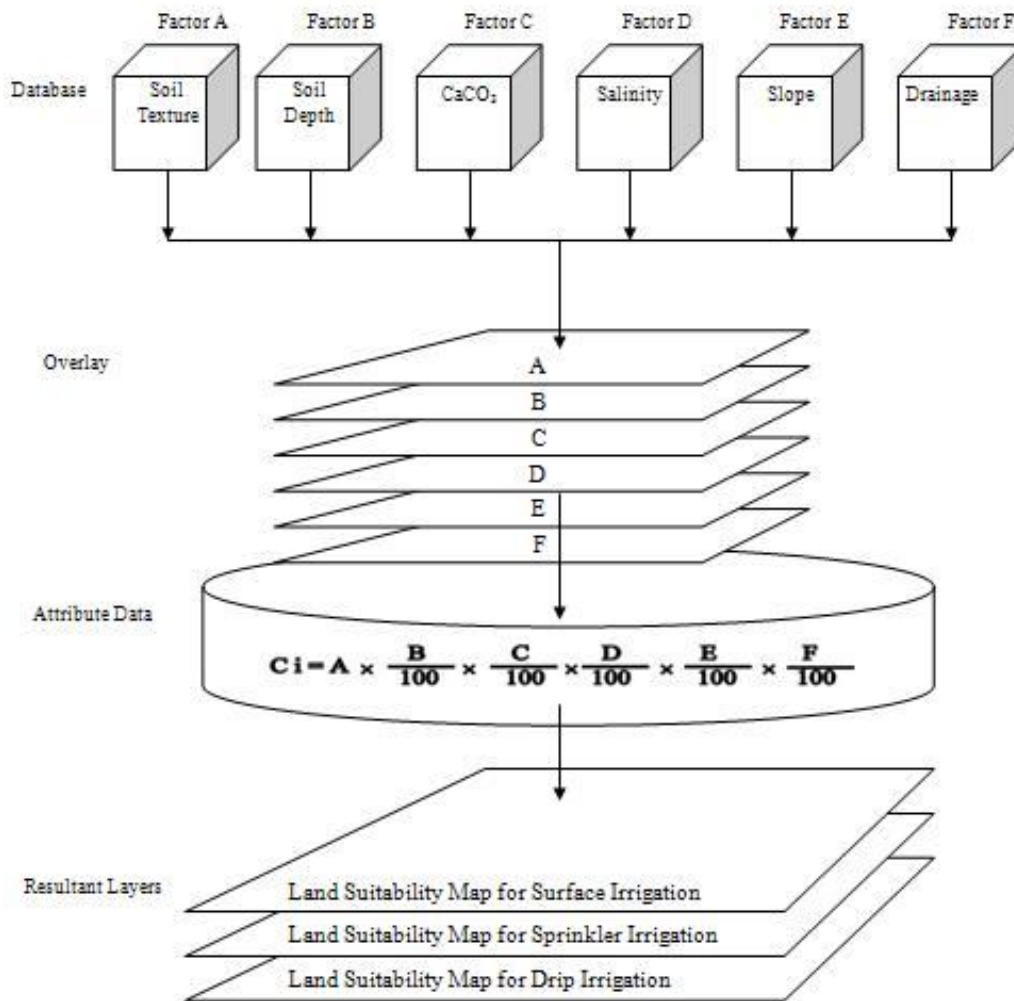 Factor A Factor B Factor C Factor D Factor E Factor F
Database
Soil Texture
Soil Depth
CaCO₃
Salinity
Slope
Drainage
Overlay
A
B
C
D
E
F
Attribute Data
Ci = A × B/100 × C/100 × D/100 × E/100 × F/100
Resultant Layers
Land Suitability Map for Surface Irrigation
Land Suitability Map for Sprinkler Irrigation
Land Suitability Map for Drip Irrigation